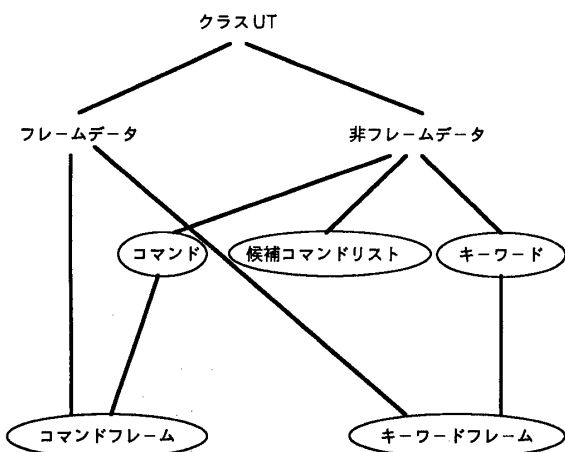 クラスUT
フレームデータ
非フレームデータ
コマンド
候補コマンドリスト
キーワード
コマンドフレーム
キーワードフレーム